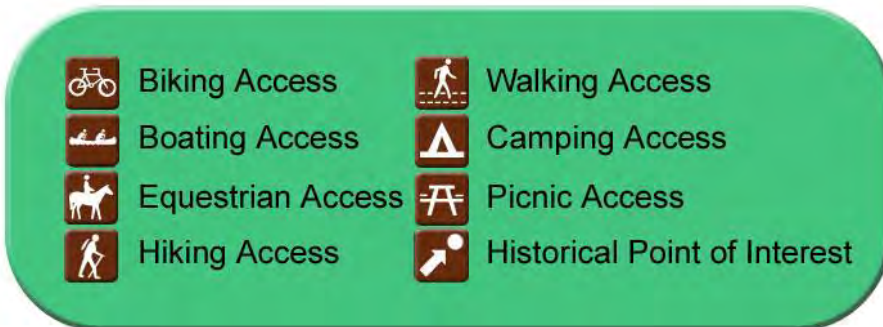 Biking Access
Boating Access
Equestrian Access
Hiking Access
Walking Access
Camping Access
Picnic Access
Historical Point of Interest